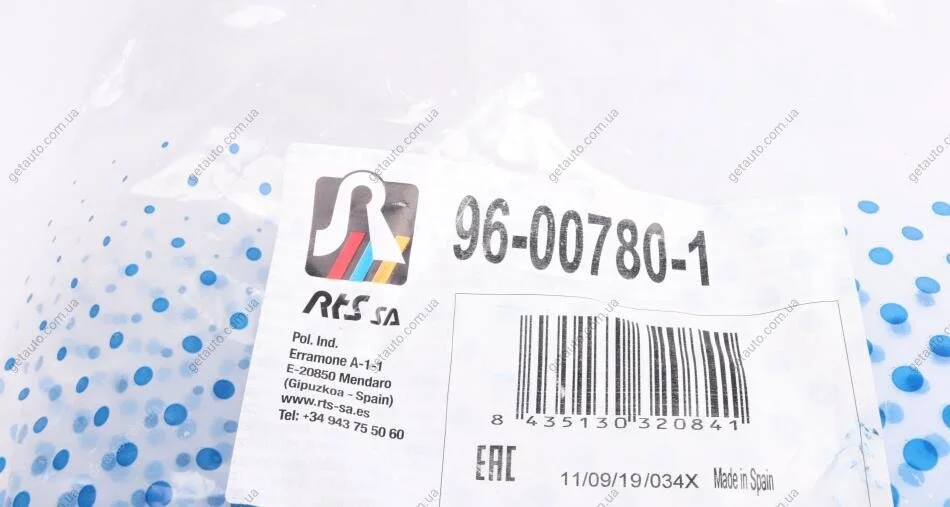 96-00780-1
RTS SA
Pol. Ind.
Erramone A-1-1
E-20850 Mendaro
(Gipuzkoa - Spain)
www.rts-sa.es
Tel: +34 943 75 50 60
8 435130 320841
EAC
11/09/19/034X Made in Spain
getauto.com.ua